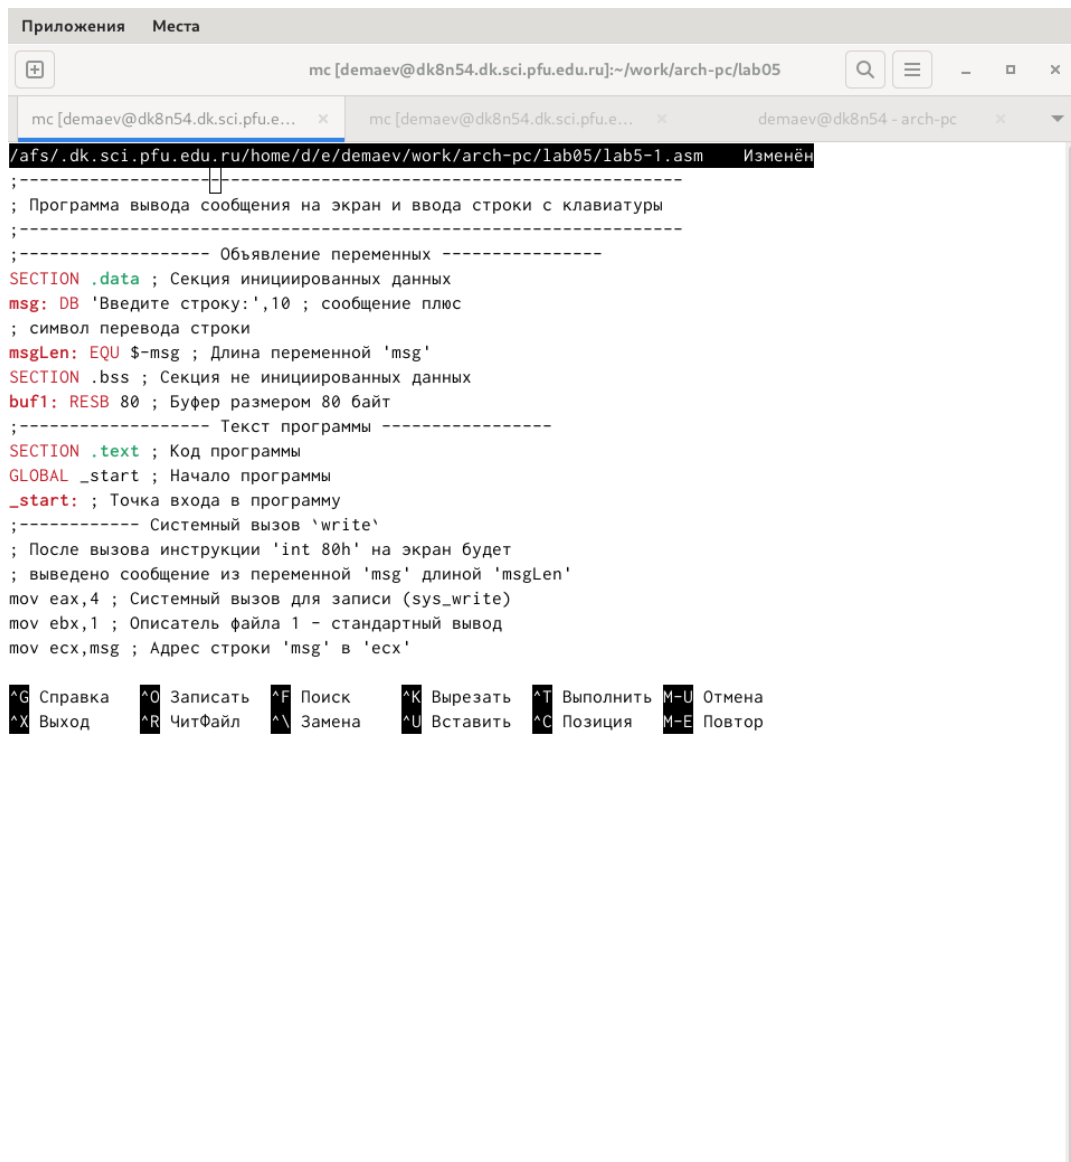 Приложения Места
mc [demaev@dk8n54.dk.sci.pfu.edu.ru]:~/work/arch-pc/lab05
mc [demaev@dk8n54.dk.sci.pfu.e... × mc [demaev@dk8n54.dk.sci.pfu.e... × demaev@dk8n54 - arch-pc ×
/afs/.dk.sci.pfu.edu.ru/home/d/e/demaev/work/arch-pc/lab05/lab5-1.asm Изменён
;------------------------------------------------------------------
; Программа вывода сообщения на экран и ввода строки с клавиатуры
;------------------------------------------------------------------
;------------------- Объявление переменных ----------------
SECTION .data ; Секция инициированных данных
msg: DB 'Введите строку:',10 ; сообщение плюс
; символ перевода строки
msgLen: EQU $-msg ; Длина переменной 'msg'
SECTION .bss ; Секция не инициированных данных
buf1: RESB 80 ; Буфер размером 80 байт
;------------------- Текст программы -----------------
SECTION .text ; Код программы
GLOBAL _start ; Начало программы
_start: ; Точка входа в программу
;------------ Системный вызов `write`
; После вызова инструкции 'int 80h' на экран будет
; выведено сообщение из переменной 'msg' длиной 'msgLen'
mov eax,4 ; Системный вызов для записи (sys_write)
mov ebx,1 ; Описатель файла 1 - стандартный вывод
mov ecx,msg ; Адрес строки 'msg' в 'ecx'
^G Справка ^O Записать ^F Поиск ^K Вырезать ^T Выполнить M-U Отмена
^X Выход ^R ЧитФайл ^\ Замена ^U Вставить ^C Позиция M-E Повтор